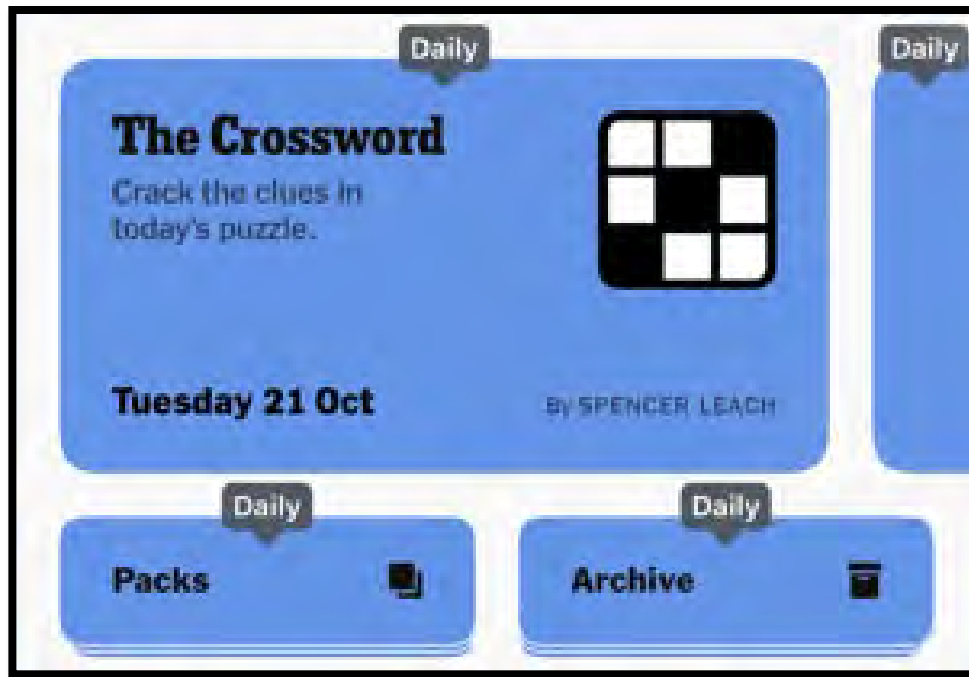 Daily
Daily
The Crossword
Crack the clues in
today's puzzle.
Tuesday 21 Oct
By SPENCER LEACH
Daily
Daily
Packs
Archive